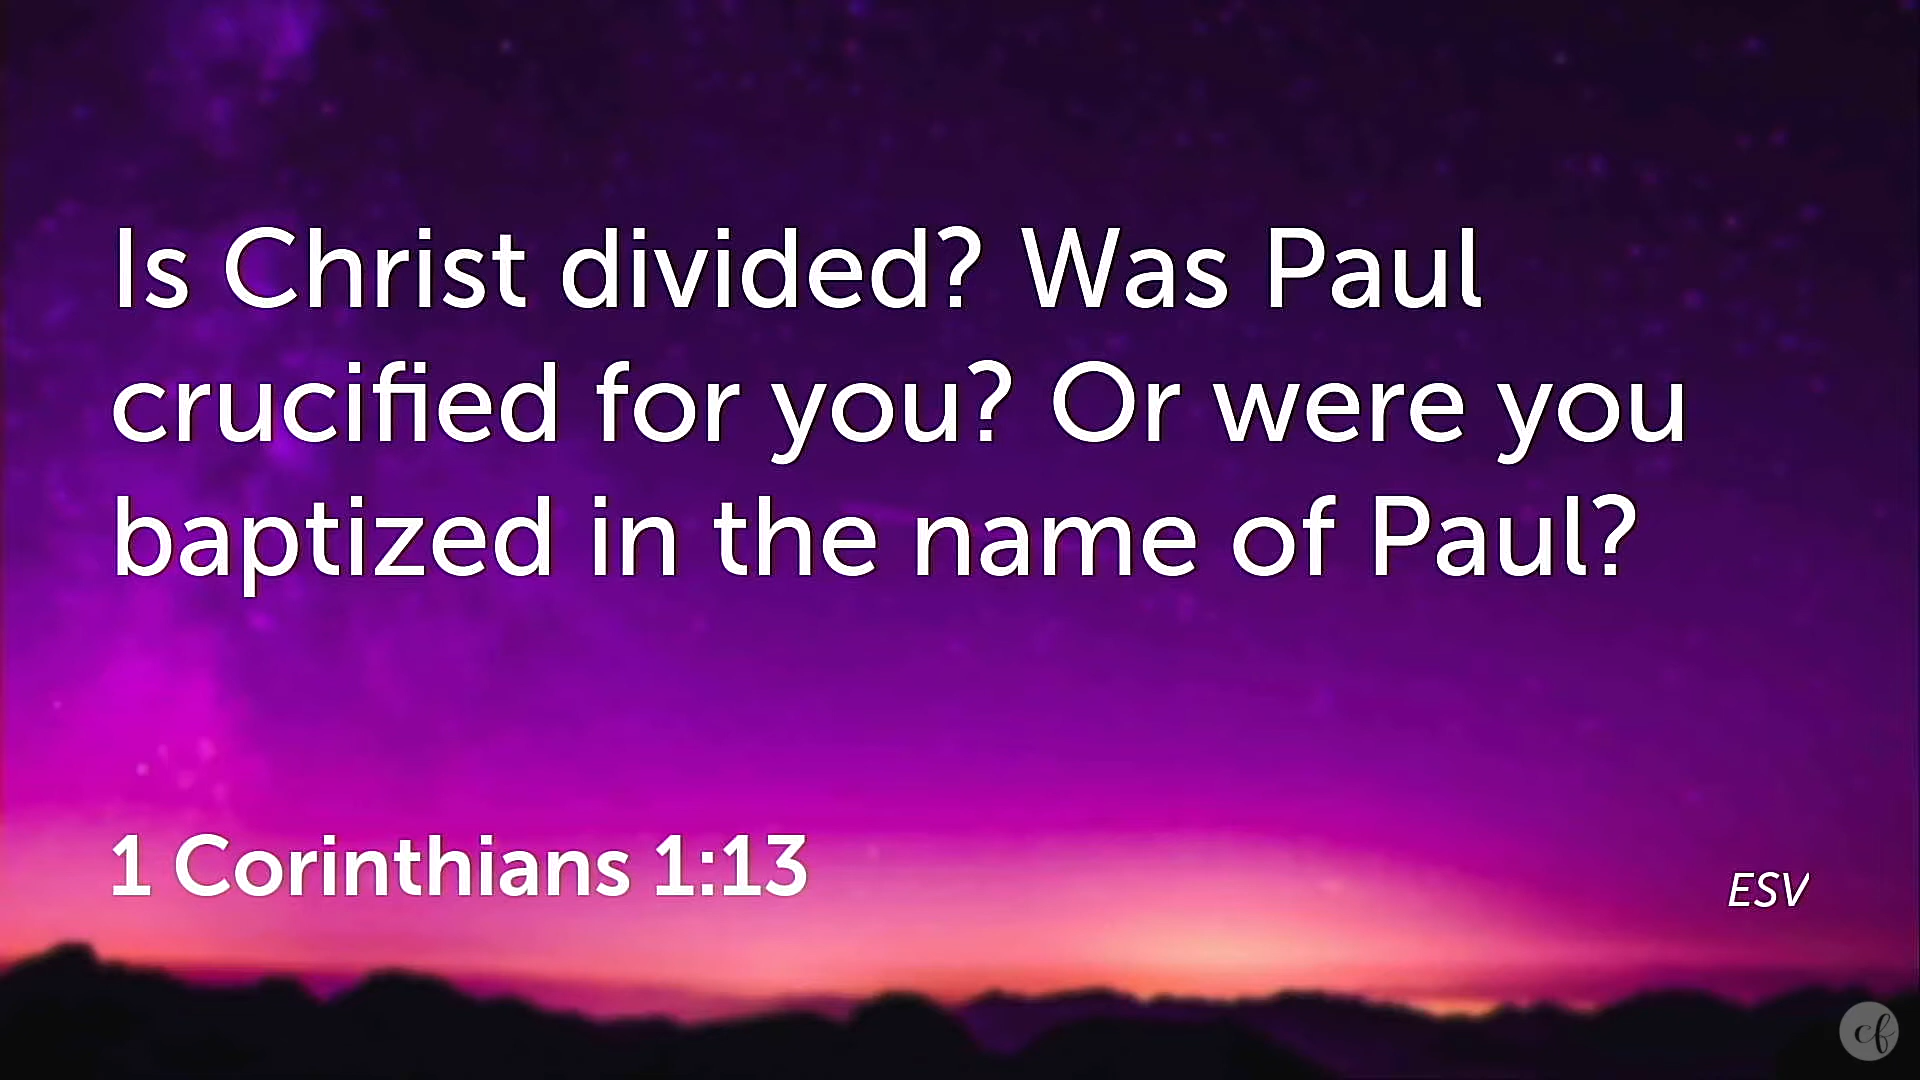 Is Christ divided? Was Paul
crucified for you? Or were you
baptized in the name of Paul?
1 Corinthians 1:13
ESV
cf